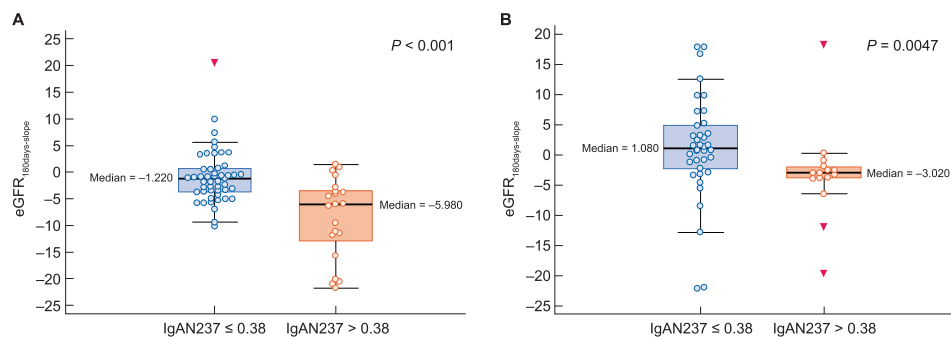 A
P < 0.001
25
20
15
10
5
0
–5
–10
–15
–20
–25
eGFR180days-slope
Median = –1.220
Median = –5.980
IgAN237 ≤ 0.38
IgAN237 > 0.38
B
P = 0.0047
20
15
10
5
0
–5
–10
–15
–20
–25
eGFR180days-slope
Median = 1.080
Median = –3.020
IgAN237 ≤ 0.38
IgAN237 > 0.38